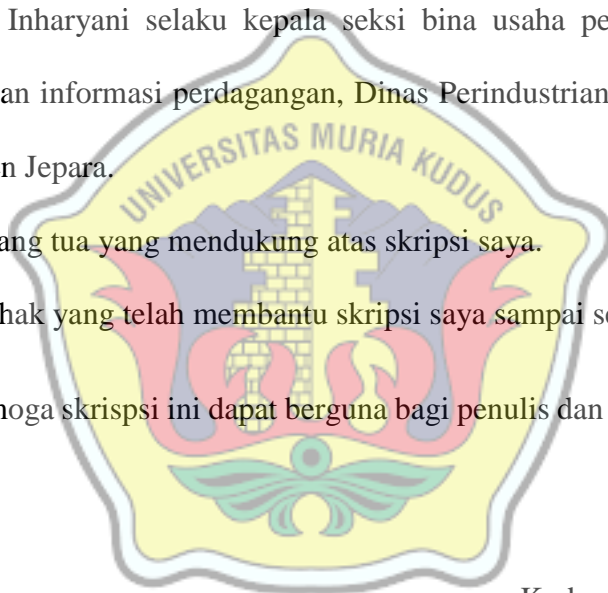 Inharyani selaku kepala seksi bina usaha pe
an informasi perdagangan, Dinas Perindustrian
n Jepara.
UNIVERSITAS MURIA KUDUS
ang tua yang mendukung atas skripsi saya.
hak yang telah membantu skripsi saya sampai se
noga skrispsi ini dapat berguna bagi penulis dan